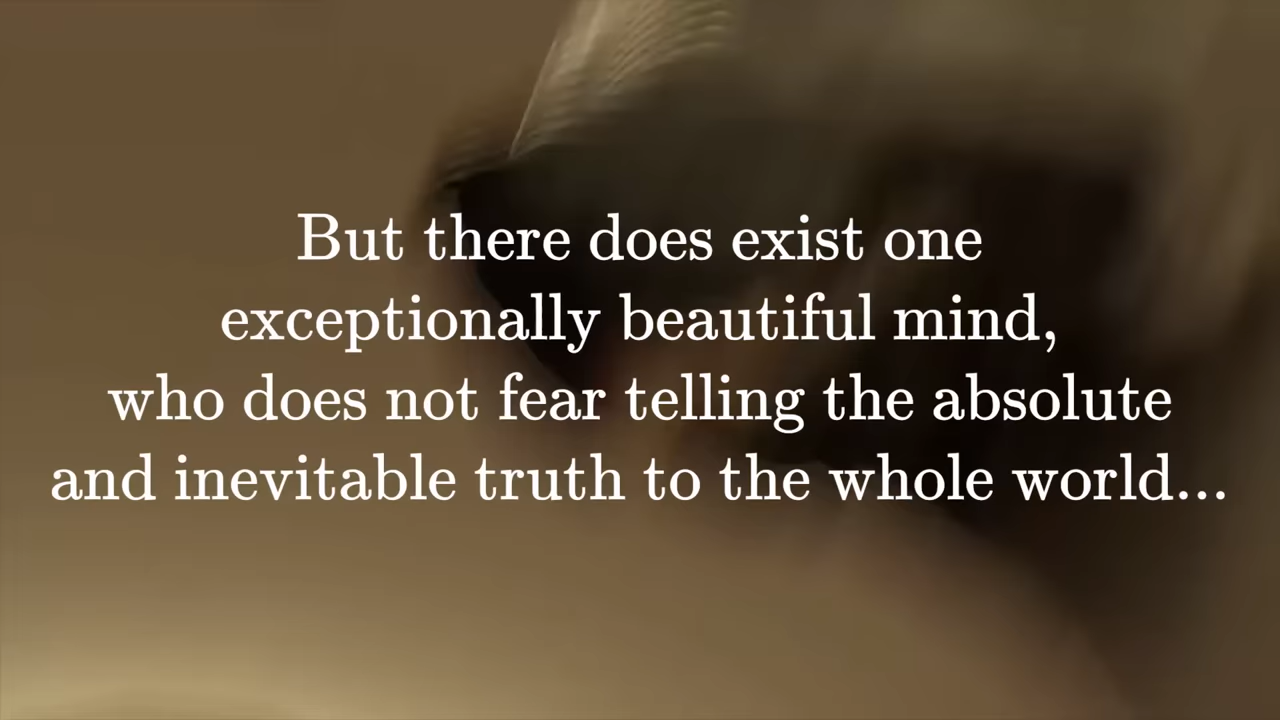 But there does exist one
exceptionally beautiful mind,
who does not fear telling the absolute
and inevitable truth to the whole world...